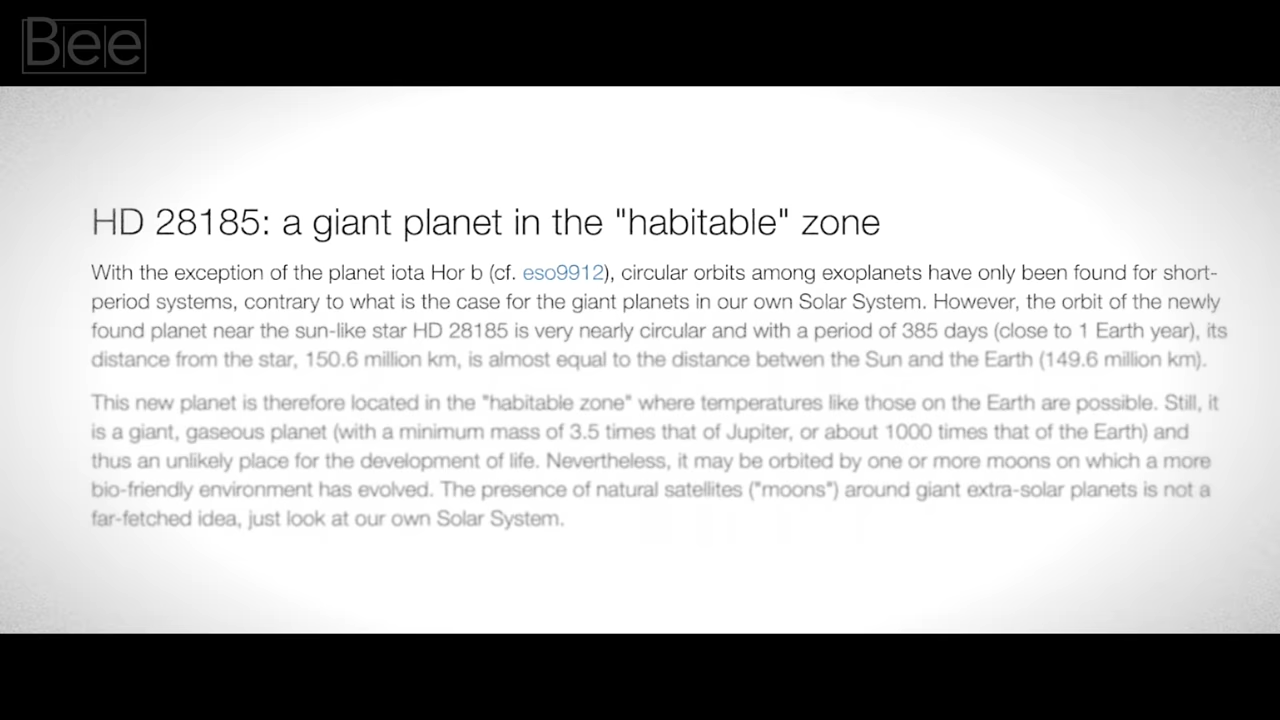 Bee
HD 28185: a giant planet in the "habitable" zone
With the exception of the planet iota Hor b (cf. eso9912), circular orbits among exoplanets have only been found for short-
period systems, contrary to what is the case for the giant planets in our own Solar System. However, the orbit of the newly
found planet near the sun-like star HD 28185 is very nearly circular and with a period of 385 days (close to 1 Earth year), its
distance from the star, 150.6 million km, is almost equal to the distance betwen the Sun and the Earth (149.6 million km).
This new planet is therefore located in the "habitable zone" where temperatures like those on the Earth are possible. Still, it
is a giant, gaseous planet (with a minimum mass of 3.5 times that of Jupiter, or about 1000 times that of the Earth) and
thus an unlikely place for the development of life. Nevertheless, it may be orbited by one or more moons on which a more
bio-friendly environment has evolved. The presence of natural satellites ("moons") around giant extra-solar planets is not a
far-fetched idea, just look at our own Solar System.